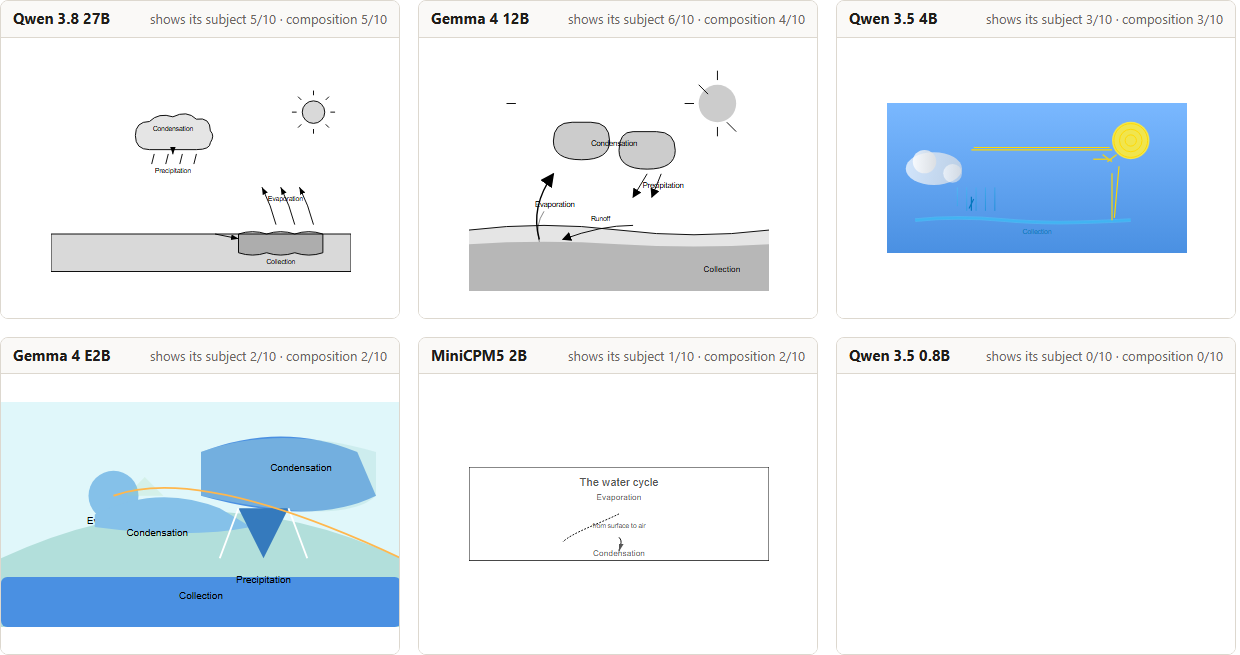 Qwen 3.8 27B shows its subject 5/10 · composition 5/10
Condensation
Precipitation
Evaporation
Collection
Gemma 4 12B shows its subject 6/10 · composition 4/10
Condensation
Precipitation
Evaporation
Runoff
Collection
Qwen 3.5 4B shows its subject 3/10 · composition 3/10
Collection
Gemma 4 E2B shows its subject 2/10 · composition 2/10
Condensation
Condensation
Precipitation
Collection
MiniCPM5 2B shows its subject 1/10 · composition 2/10
The water cycle
Evaporation
from surface to air
Condensation
Qwen 3.5 0.8B shows its subject 0/10 · composition 0/10